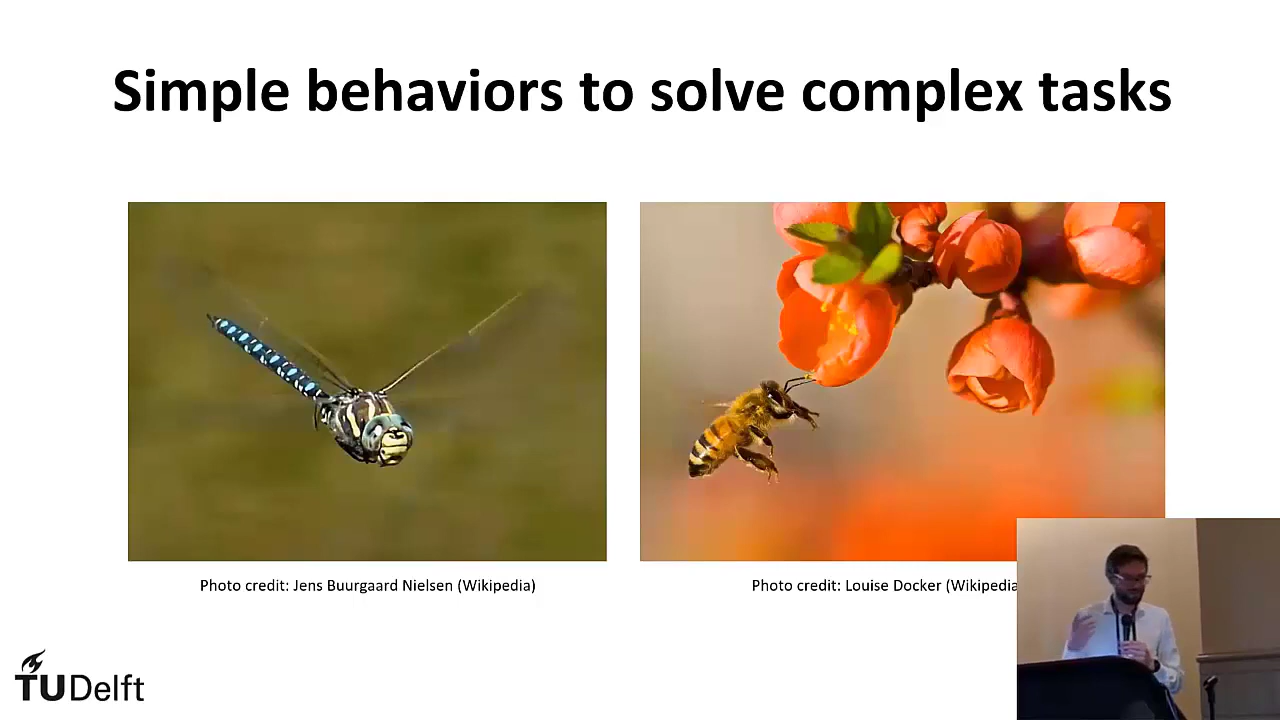 Simple behaviors to solve complex tasks
Photo credit: Jens Buurgaard Nielsen (Wikipedia)
Photo credit: Louise Docker (Wikipedia
TUDelft